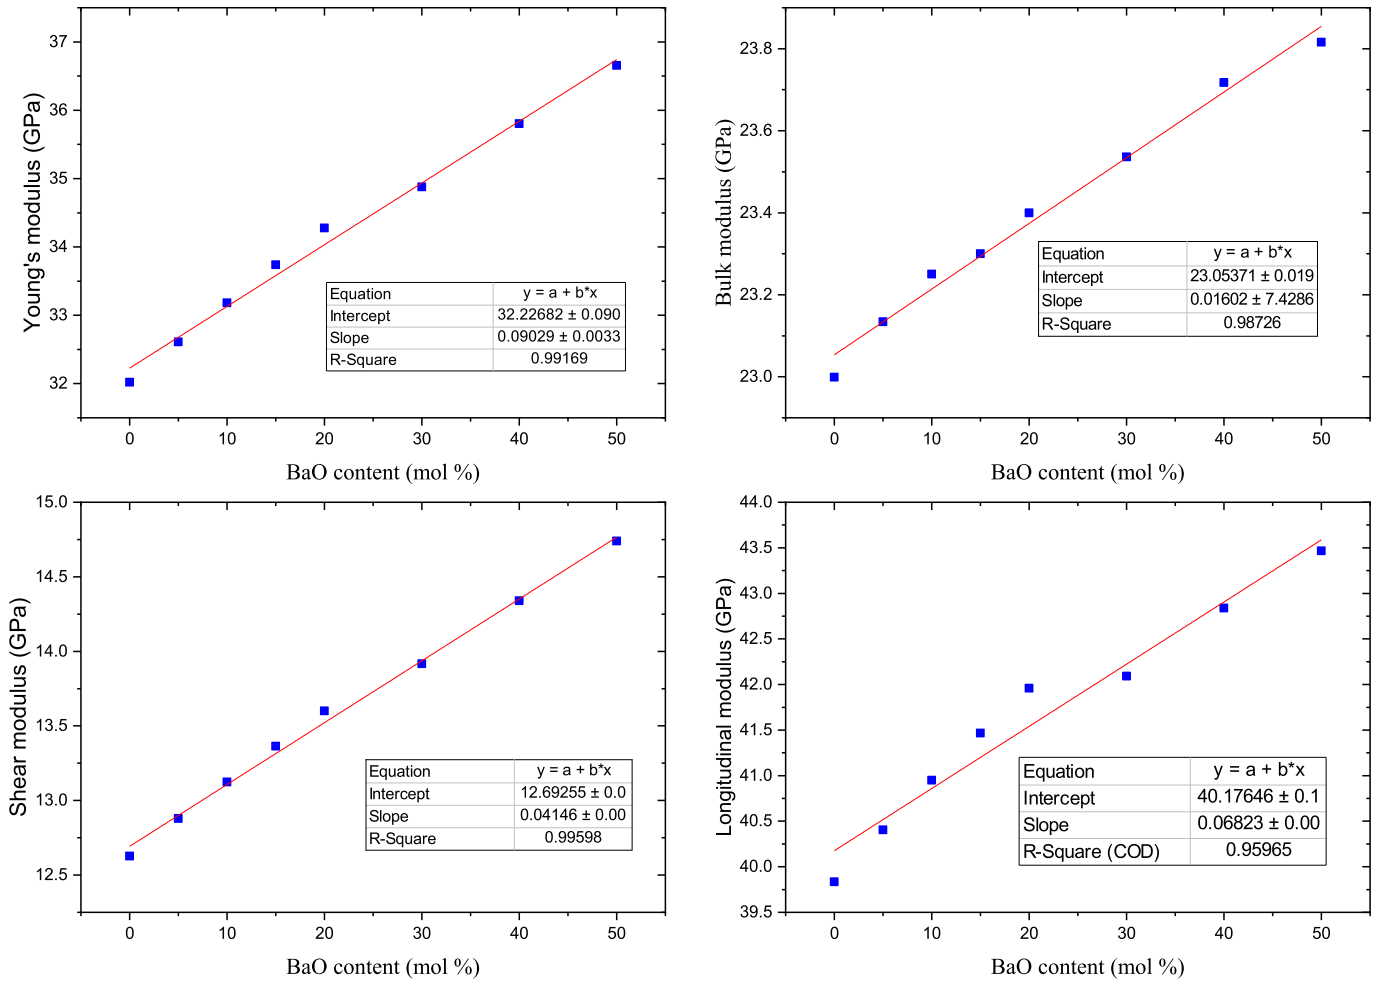 Young's modulus (GPa)
37
36
35
34
33
32
0 10 20 30 40 50
BaO content (mol %)
Equation y = a + b*x
Intercept 32.22682 ± 0.090
Slope 0.09029 ± 0.0033
R-Square 0.99169
Bulk modulus (GPa)
23.8
23.6
23.4
23.2
23.0
0 10 20 30 40 50
BaO content (mol %)
Equation y = a + b*x
Intercept 23.05371 ± 0.019
Slope 0.01602 ± 7.4286
R-Square 0.98726
Shear modulus (GPa)
15.0
14.5
14.0
13.5
13.0
12.5
0 10 20 30 40 50
BaO content (mol %)
Equation y = a + b*x
Intercept 12.69255 ± 0.0
Slope 0.04146 ± 0.00
R-Square 0.99598
Longitudinal modulus (GPa)
44.0
43.5
43.0
42.5
42.0
41.5
41.0
40.5
40.0
39.5
0 10 20 30 40 50
BaO content (mol %)
Equation y = a + b*x
Intercept 40.17646 ± 0.1
Slope 0.06823 ± 0.00
R-Square (COD) 0.95965